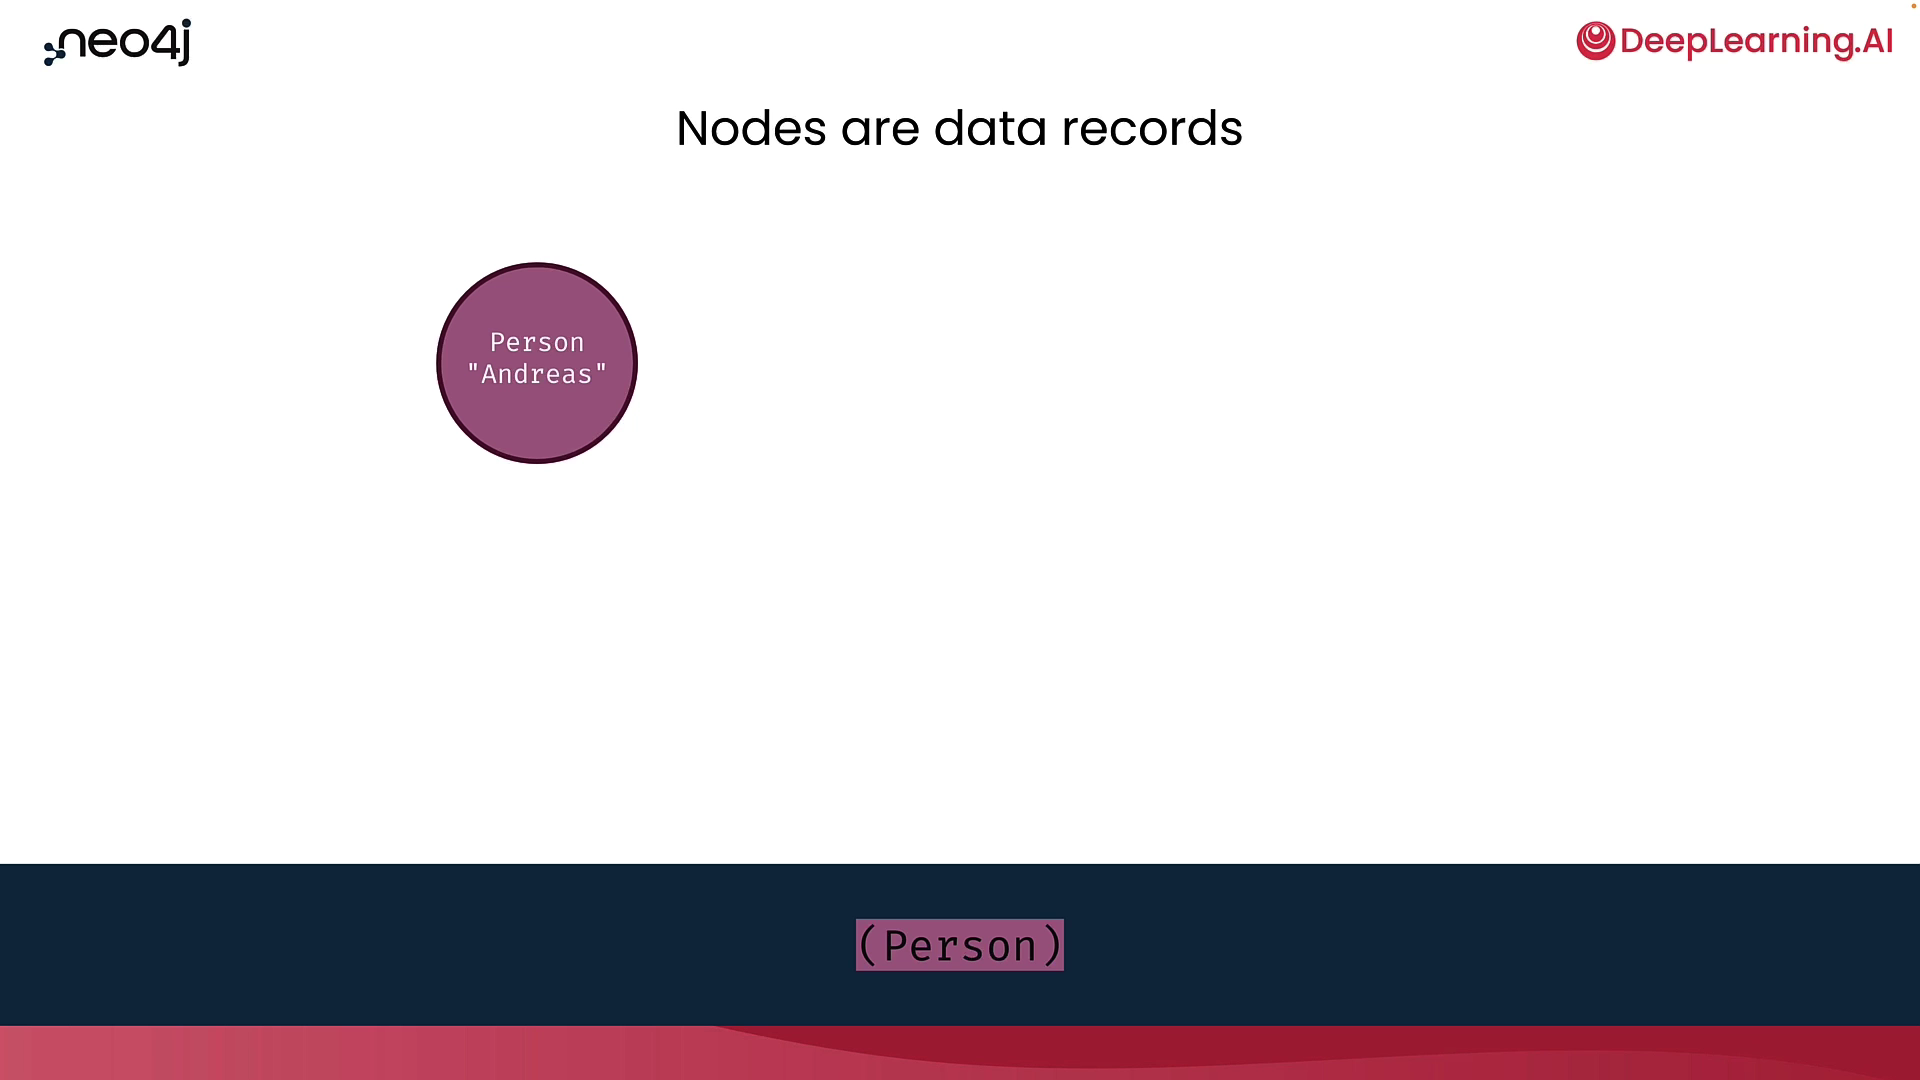 neo4j
DeepLearning.AI
Nodes are data records
Person
"Andreas"
(Person)